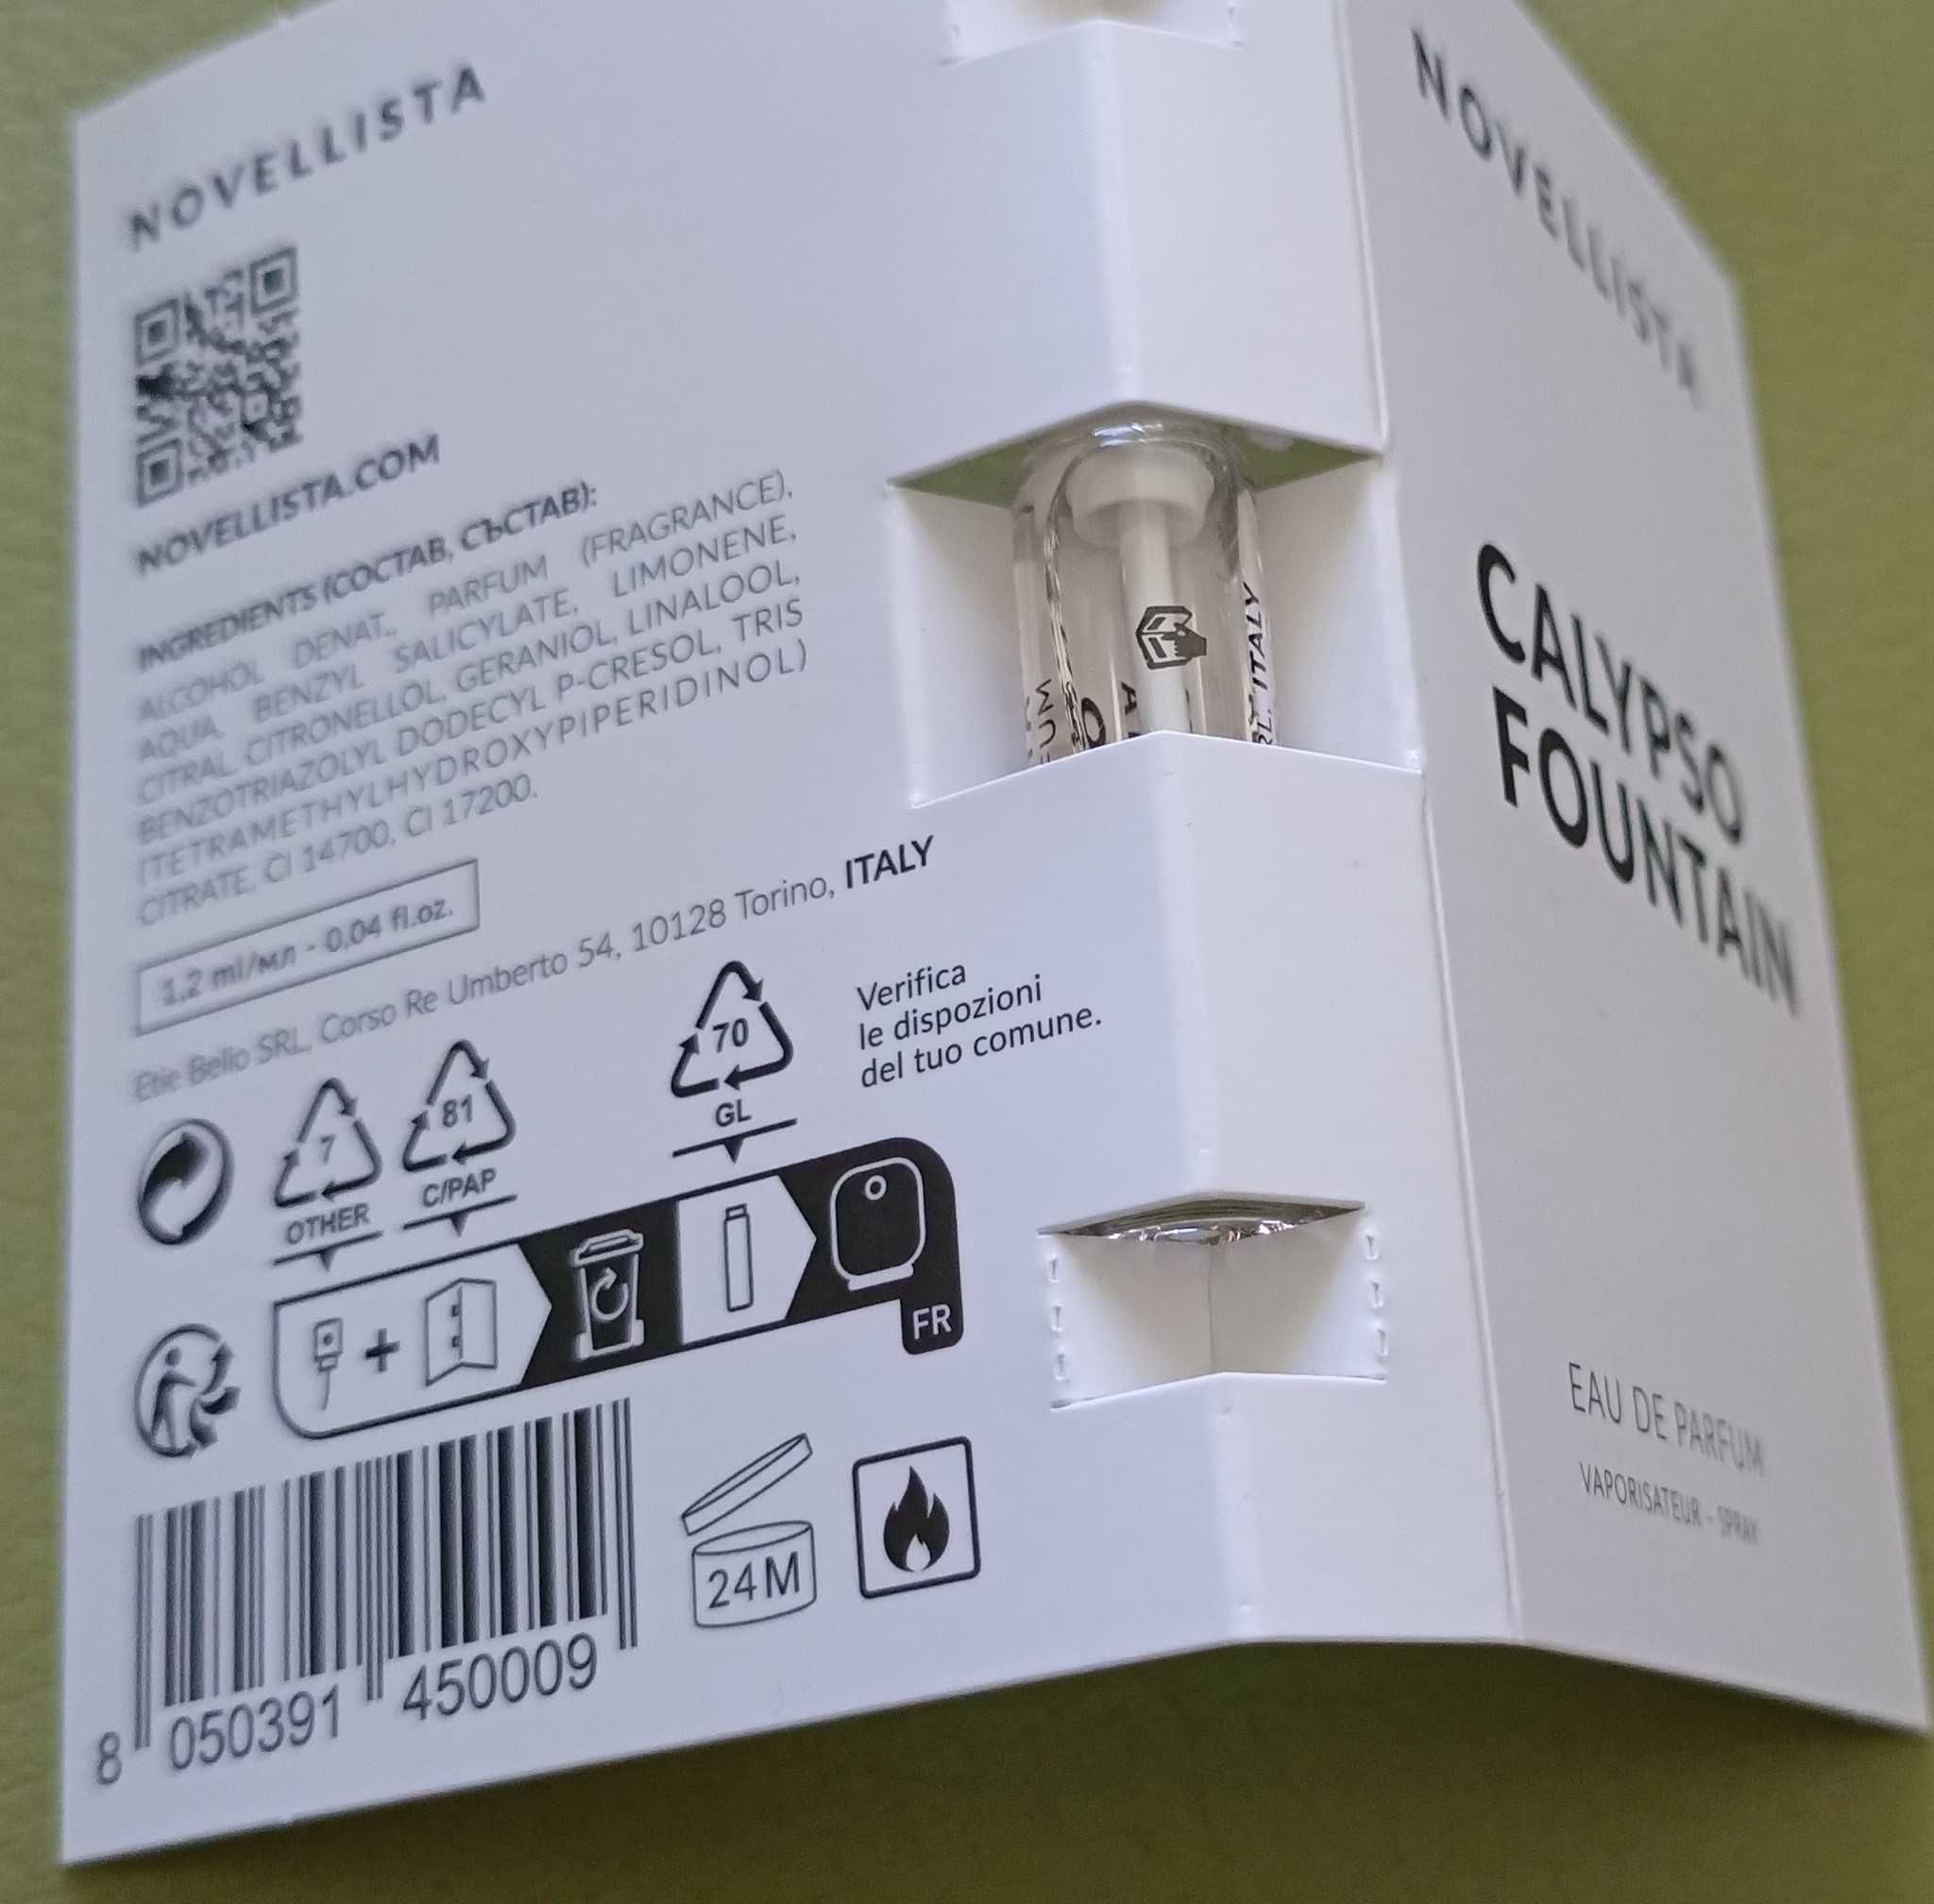 NOVELLISTA
NOVELLISTA.COM
INGREDIENTS (СОСТАВ, СЪСТАВ):
ALCOHOL DENAT., PARFUM (FRAGRANCE),
AQUA, BENZYL SALICYLATE, LIMONENE,
CITRAL, CITRONELLOL, GERANIOL, LINALOOL,
BENZOTRIAZOLYL DODECYL P-CRESOL, TRIS
(TETRAMETHYLHYDROXYPIPERIDINOL)
CITRATE, CI 14700, CI 17200.
1,2 ml/мл - 0,04 fl.oz.
Etie Bello SRL, Corso Re Umberto 54, 10128 Torino, ITALY
7
OTHER
81
C/PAP
70
GL
Verifica
le dispozioni
del tuo comune.
+
FR
8 050391 450009
24M
ITALY
NOVELLISTA
CALYPSO
FOUNTAIN
EAU DE PARFUM
VAPORISATEUR - SPRAY